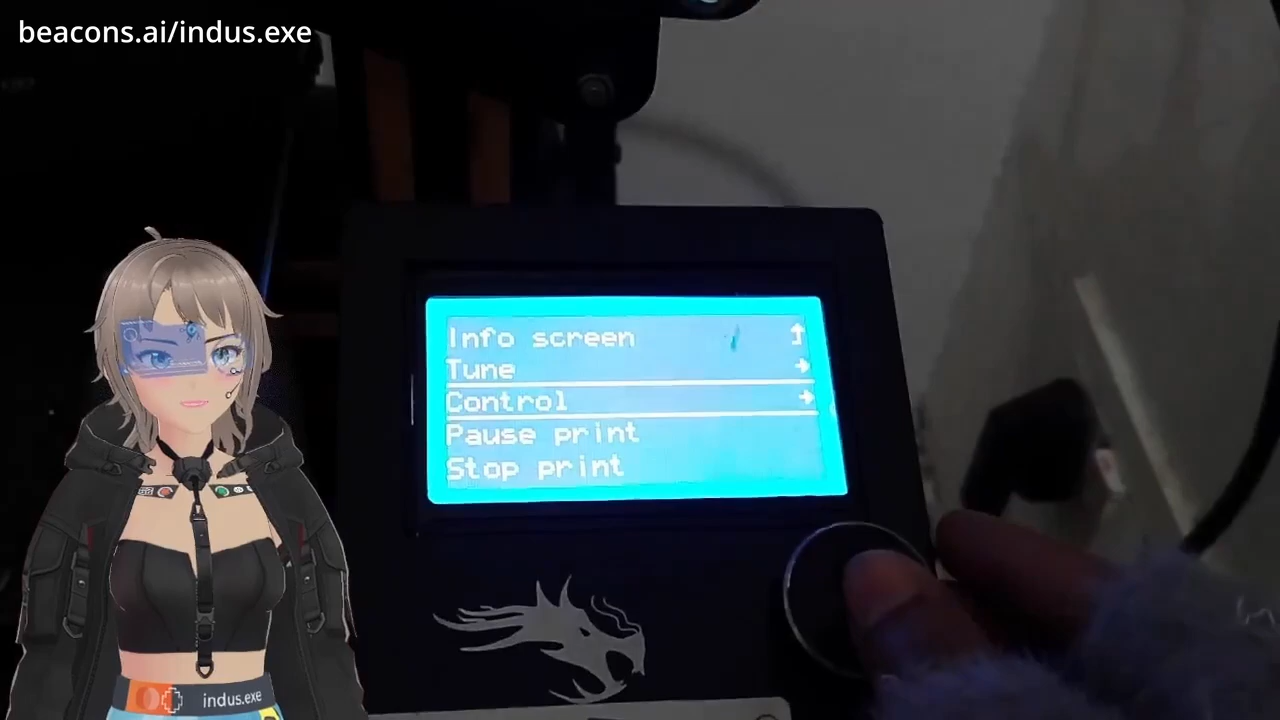 beacons.ai/indus.exe
Info screen
Tune
Control
Pause print
Stop print
indus.exe